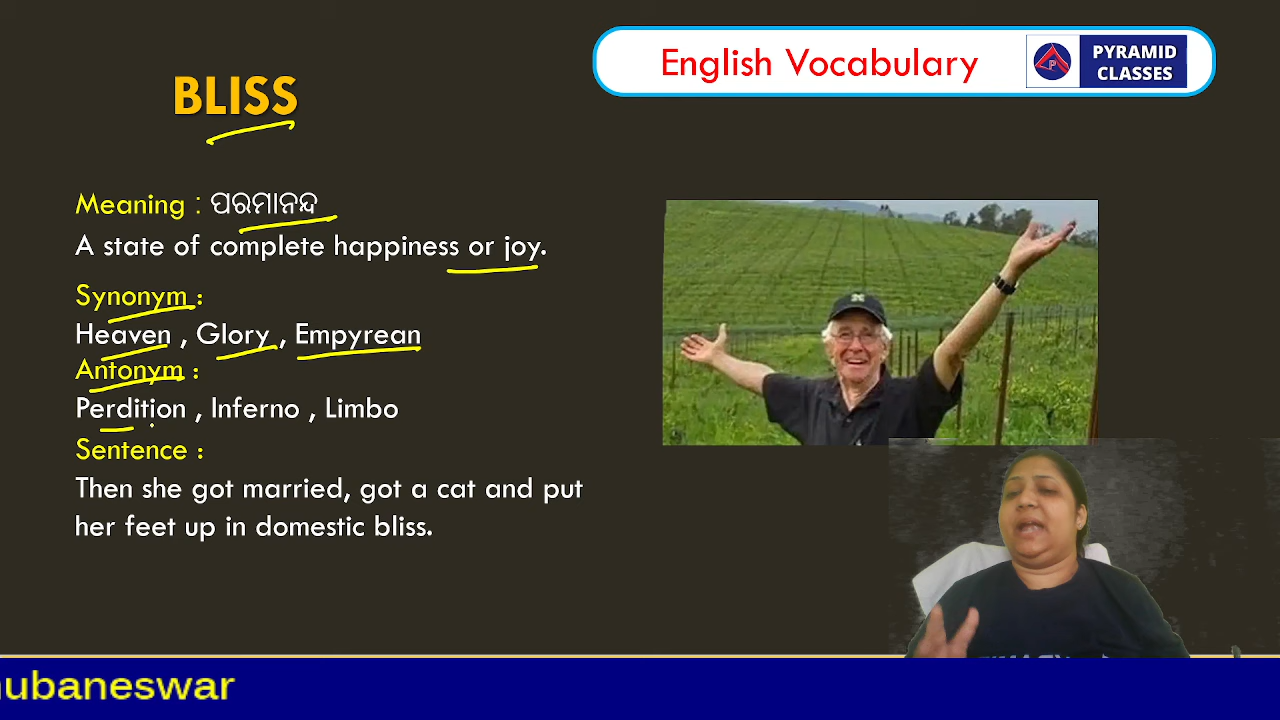 English Vocabulary
PYRAMID
CLASSES
BLISS
Meaning : ପରମାନନ୍ଦ
A state of complete happiness or joy.
Synonym :
Heaven , Glory , Empyrean
Antonym :
Perdition , Inferno , Limbo
Sentence :
Then she got married, got a cat and put
her feet up in domestic bliss.